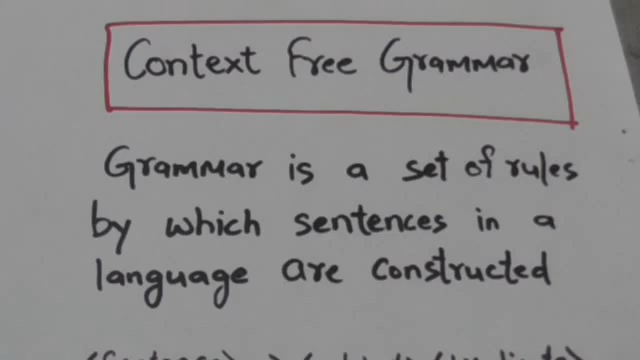 Context Free Grammar
Grammar is a set of rules
by which sentences in a
language are constructed